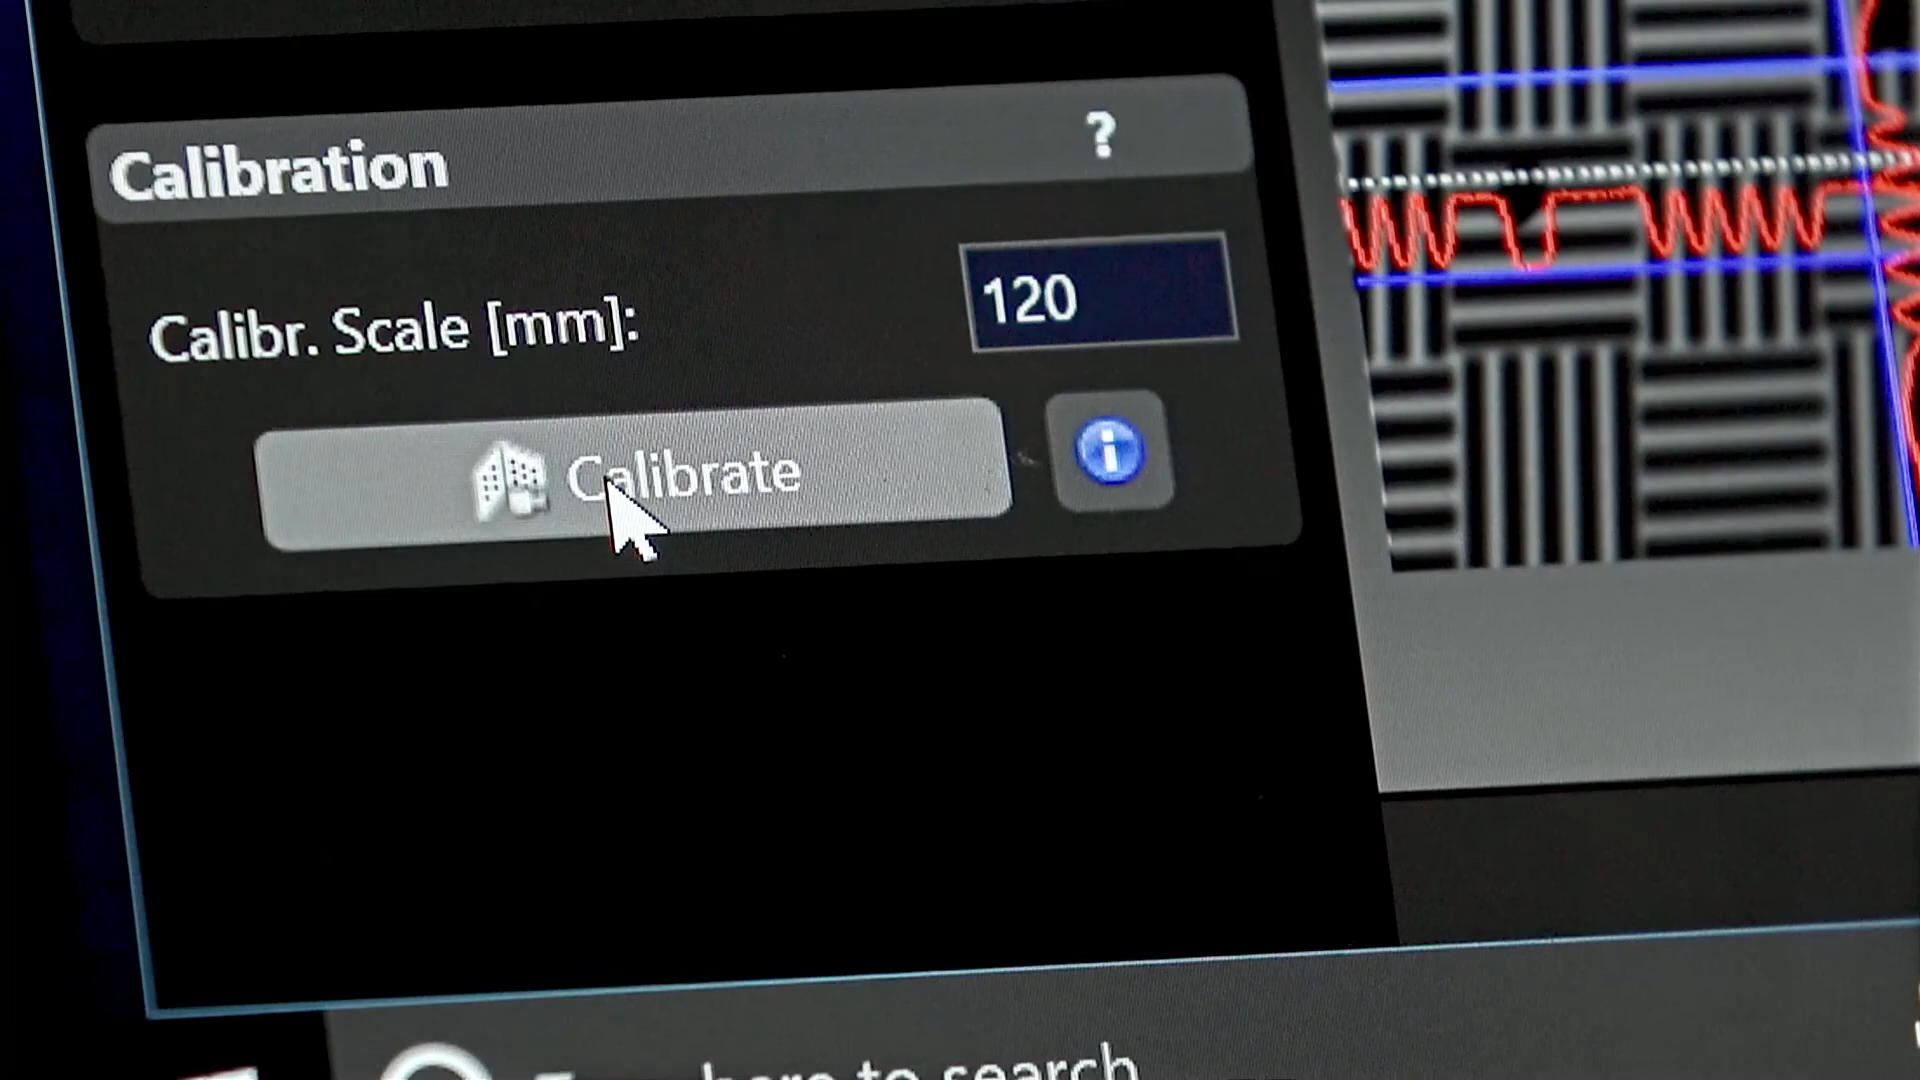 Calibration ?
Calibr. Scale [mm]: 120
Calibrate i
here to search